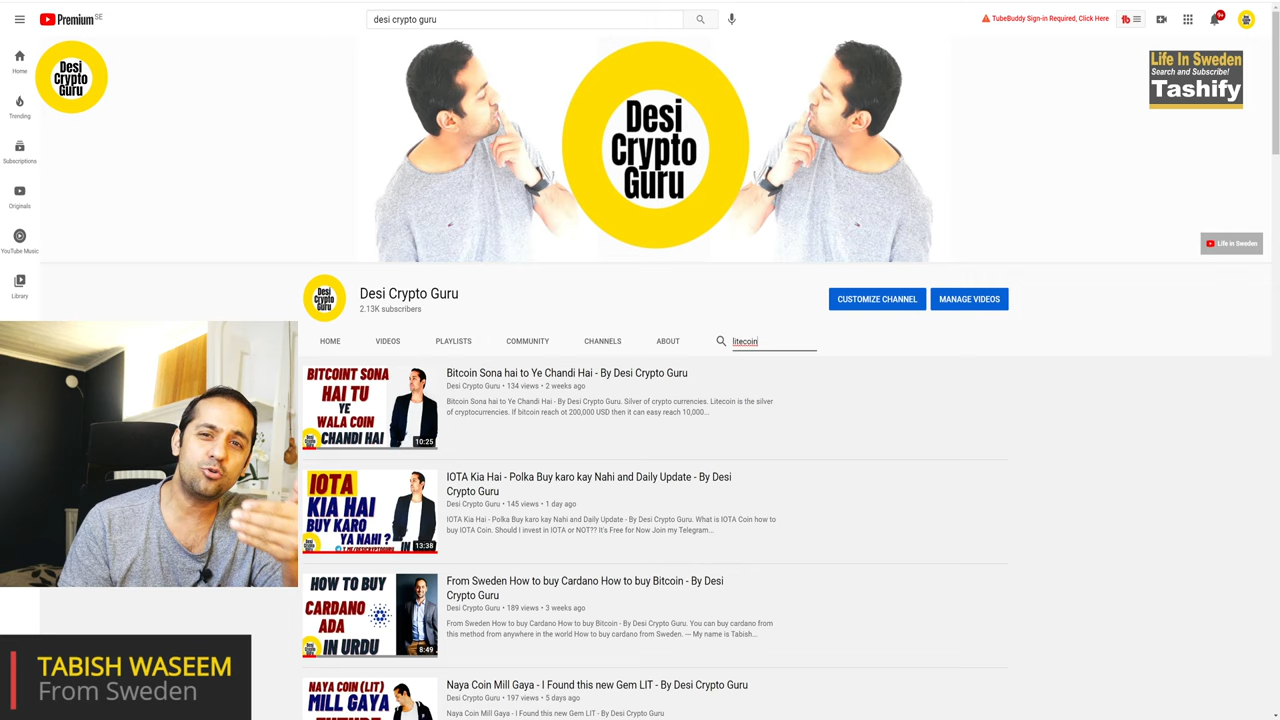 Premium SE
desi crypto guru
TubeBuddy Sign-in Required, Click Here
tb
9+
Home
Trending
Subscriptions
Originals
YouTube Music
Library
Desi
Crypto
Guru
Desi
Crypto
Guru
Life In Sweden
Search and Subscribe!
Tashify
Life in Sweden
Desi
Crypto
Guru
Desi Crypto Guru
2.13K subscribers
CUSTOMIZE CHANNEL
MANAGE VIDEOS
HOME
VIDEOS
PLAYLISTS
COMMUNITY
CHANNELS
ABOUT
litecoin
BITCOINT SONA
HAI TU
YE
WALA COIN
CHANDI HAI
10:25
Bitcoin Sona hai to Ye Chandi Hai - By Desi Crypto Guru
Desi Crypto Guru • 134 views • 2 weeks ago
Bitcoin Sona hai to Ye Chandi Hai - By Desi Crypto Guru. Silver of crypto currencies. Litecoin is the silver
of cryptocurrencies. If bitcoin reach ot 200,000 USD then it can easy reach 10,000...
IOTA
KIA HAI
BUY KARO
YA NAHI ?
T.ME/DESICRYPTOGURU
IN
13:38
IOTA Kia Hai - Polka Buy karo kay Nahi and Daily Update - By Desi
Crypto Guru
Desi Crypto Guru • 145 views • 1 day ago
IOTA Kia Hai - Polka Buy karo kay Nahi and Daily Update - By Desi Crypto Guru. What is IOTA Coin how to
buy IOTA Coin. Should I invest in IOTA or NOT?? It's Free for Now Join my Telegram...
HOW TO BUY
CARDANO
ADA
IN URDU
8:49
From Sweden How to buy Cardano How to buy Bitcoin - By Desi
Crypto Guru
Desi Crypto Guru • 189 views • 3 weeks ago
From Sweden How to buy Cardano How to buy Bitcoin - By Desi Crypto Guru. You can buy cardano from
this method from anywhere in the world How to buy cardano from Sweden. --- My name is Tabish...
NAYA COIN (LIT)
MILL GAYA
Naya Coin Mill Gaya - I Found this new Gem LIT - By Desi Crypto Guru
Desi Crypto Guru • 197 views • 5 days ago
Naya Coin Mill Gaya - I Found this new Gem LIT - By Desi Crypto Guru
TABISH WASEEM
From Sweden